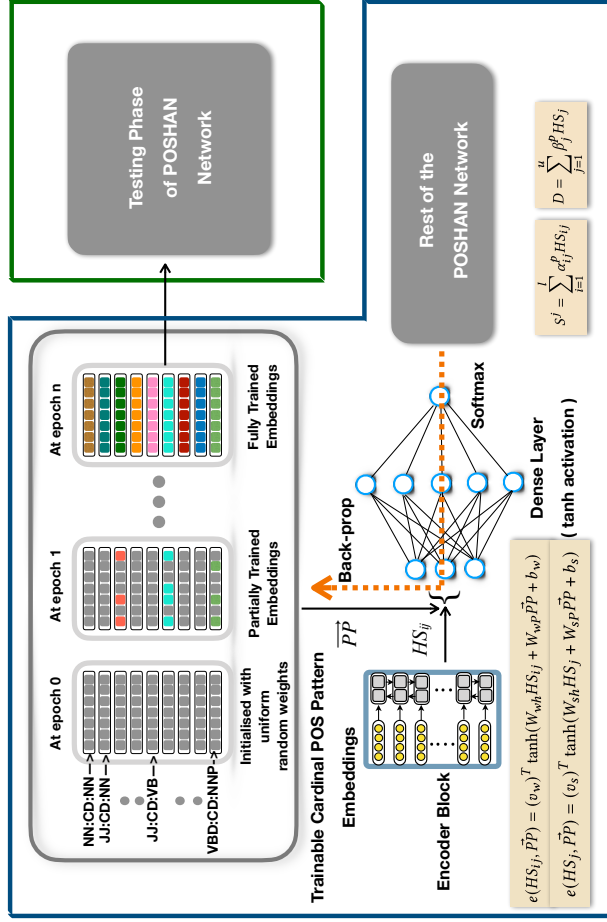 At epoch 0
At epoch 1
At epoch n
NN:CD:NN
JJ:CD:NN
JJ:CD:VB
VBD:CD:NNP
Initialised with
uniform
random weights
Partially Trained
Embeddings
Fully Trained
Embeddings
Testing Phase
of POSHAN
Network
Trainable Cardinal POS Pattern
Embeddings
$\overrightarrow{PP}$
Back-prop
$HS_{ij}$
{
Encoder Block
Softmax
Dense Layer
( tanh activation )
Rest of the
POSHAN Network
$e(HS_{ij}, \vec{PP}) = (v_w)^T \tanh(W_{wh}HS_{ij} + W_{wP}\vec{PP} + b_w)$
$e(HS_j, \vec{PP}) = (v_s)^T \tanh(W_{sh}HS_j + W_{sP}\vec{PP} + b_s)$
$S^j = \sum_{i=1}^{l} \alpha_{ij}^p HS_{ij}$
$D = \sum_{j=1}^{u} \beta_j^p HS_j$